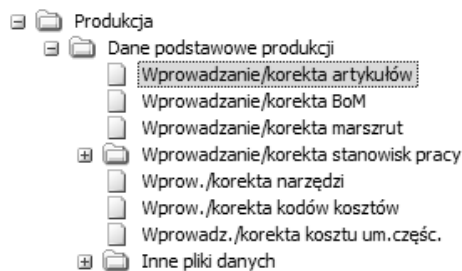 Produkcja
Dane podstawowe produkcji
Wprowadzanie/korekta artykułów
Wprowadzanie/korekta BoM
Wprowadzanie/korekta marszrut
Wprowadzanie/korekta stanowisk pracy
Wprow./korekta narzędzi
Wprow./korekta kodów kosztów
Wprowadz./korekta kosztu um.częśc.
Inne pliki danych